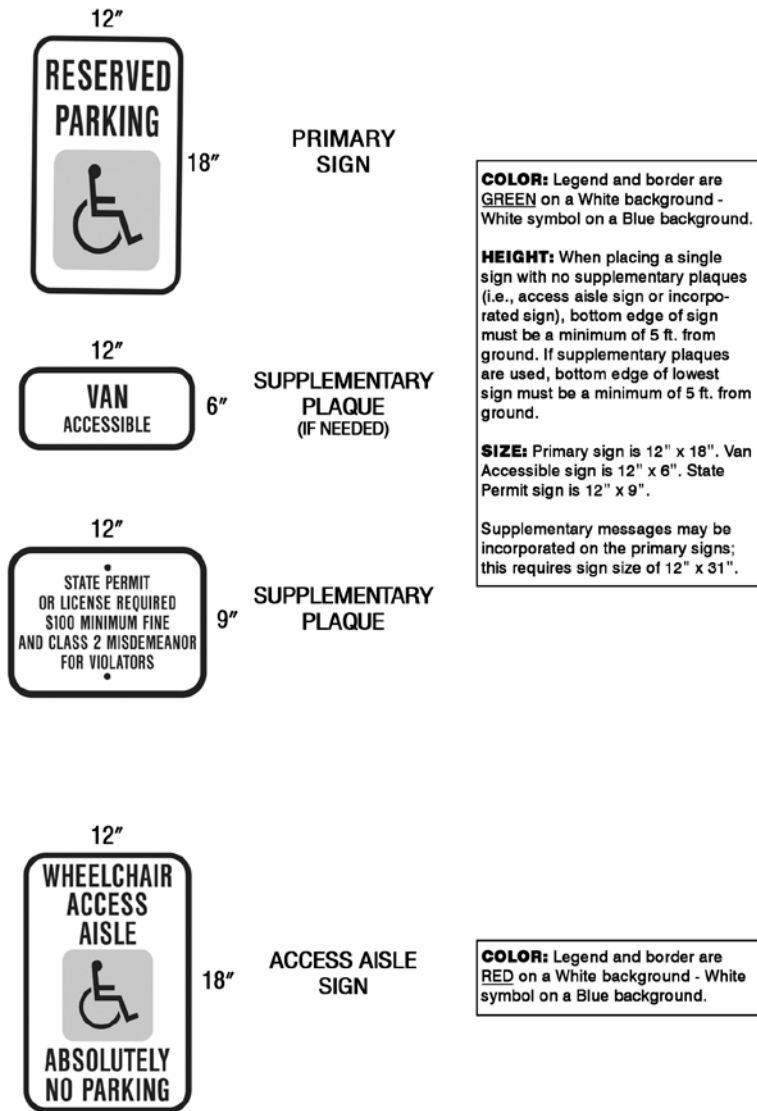 12"
RESERVED
PARKING
18"
PRIMARY
SIGN
12"
VAN
ACCESSIBLE
6"
SUPPLEMENTARY
PLAQUE
(IF NEEDED)
12"
STATE PERMIT
OR LICENSE REQUIRED
$100 MINIMUM FINE
AND CLASS 2 MISDEMEANOR
FOR VIOLATORS
9"
SUPPLEMENTARY
PLAQUE
COLOR: Legend and border are
GREEN on a White background -
White symbol on a Blue background.
HEIGHT: When placing a single
sign with no supplementary plaques
(i.e., access aisle sign or incorpo-
rated sign), bottom edge of sign
must be a minimum of 5 ft. from
ground. If supplementary plaques
are used, bottom edge of lowest
sign must be a minimum of 5 ft. from
ground.
SIZE: Primary sign is 12" x 18". Van
Accessible sign is 12" x 6". State
Permit sign is 12" x 9".
Supplementary messages may be
incorporated on the primary signs;
this requires sign size of 12" x 31".
12"
WHEELCHAIR
ACCESS
AISLE
ABSOLUTELY
NO PARKING
18"
ACCESS AISLE
SIGN
COLOR: Legend and border are
RED on a White background - White
symbol on a Blue background.